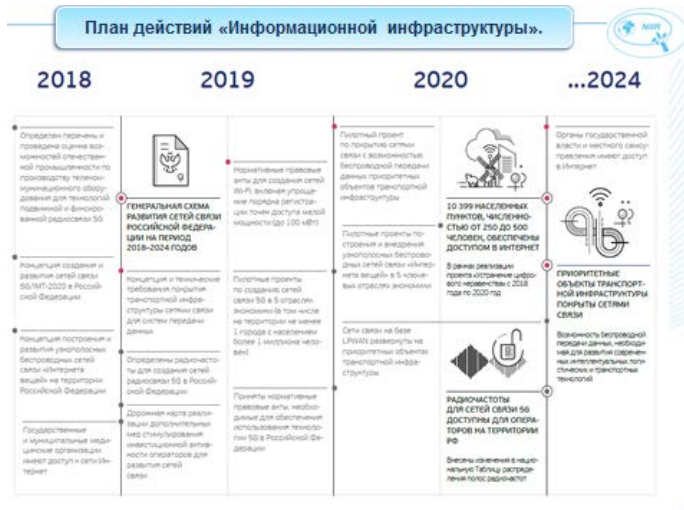 План действий «Информационной инфраструктуры».
2018
2019
2020
...2024
Определен перечень и
проведена оценка воз-
можностей отечествен-
ной промышленности по
производству телеком-
муникационного обору-
дования для технологий
подвижной и фиксиро-
ванной радиосвязи 5G
Концепция создания и
развития сетей связи
5G/IMT-2020 в Россий-
ской Федерации
Концепция построения и
развития узкополосных
беспроводных сетей
связи «Интернета
вещей» на территории
Российской Федерации
Государственные
и муниципальные меди-
цинские организации
имеют доступ к сети Ин-
тернет
ГЕНЕРАЛЬНАЯ СХЕМА
РАЗВИТИЯ СЕТЕЙ СВЯЗИ
РОССИЙСКОЙ ФЕДЕРА-
ЦИИ НА ПЕРИОД
2018–2024 ГОДОВ
Концепция и технические
требования покрытия
транспортной инфра-
структуры сетями связи
для систем передачи
данных
Определены радиочасто-
ты для создания сетей
радиосвязи 5G в Россий-
ской Федерации
Дорожная карта реали-
зации дополнительных
мер стимулирования
инвестиционной актив-
ности операторов для
развития сетей
связи
Нормативные правовые
акты для создания сетей
Wi-Fi, включая упроще-
ние порядка регистра-
ции точек доступа малой
мощности (до 100 мВт)
Пилотные проекты
по созданию сетей
связи 5G в 5 отраслях
экономики (в том числе
на территории не менее
1 города с населением
более 1 миллиона чело-
век)
Приняты нормативные
правовые акты, необхо-
димые для обеспечения
использования техноло-
гии 5G в Российской Фе-
дерации
Пилотный проект
по покрытию сетями
связи с возможностью
беспроводной передачи
данных приоритетных
объектов транспортной
инфраструктуры
Пилотные проекты по-
строения и внедрения
узкополосных беспровод-
ных сетей связи «Интер-
нета вещей» в 5 ключе-
вых отраслях экономики
Сети связи на базе
LPWAN развернуты на
приоритетных объектах
транспортной инфра-
структуры
10 399 НАСЕЛЕННЫХ
ПУНКТОВ, ЧИСЛЕННО-
СТЬЮ ОТ 250 ДО 500
ЧЕЛОВЕК, ОБЕСПЕЧЕНЫ
ДОСТУПОМ В ИНТЕРНЕТ
В рамках реализации
проекта «Устранение цифро-
вого неравенства» с 2018
года по 2020 год
РАДИОЧАСТОТЫ
ДЛЯ СЕТЕЙ СВЯЗИ 5G
ДОСТУПНЫ ДЛЯ ОПЕРА-
ТОРОВ НА ТЕРРИТОРИИ
РФ
Внесены изменения в нацио-
нальную Таблицу распреде-
ления полос радиочастот
Органы государственной
власти и местного само-
управления имеют доступ
к Интернет
ПРИОРИТЕТНЫЕ
ОБЪЕКТЫ ТРАНСПОРТ-
НОЙ ИНФРАСТРУКТУРЫ
ПОКРЫТЫ СЕТЯМИ
СВЯЗИ
Возможность беспроводной
передачи данных, необходи-
мая для развития современ-
ных интеллектуальных логи-
стических и транспортных
технологий